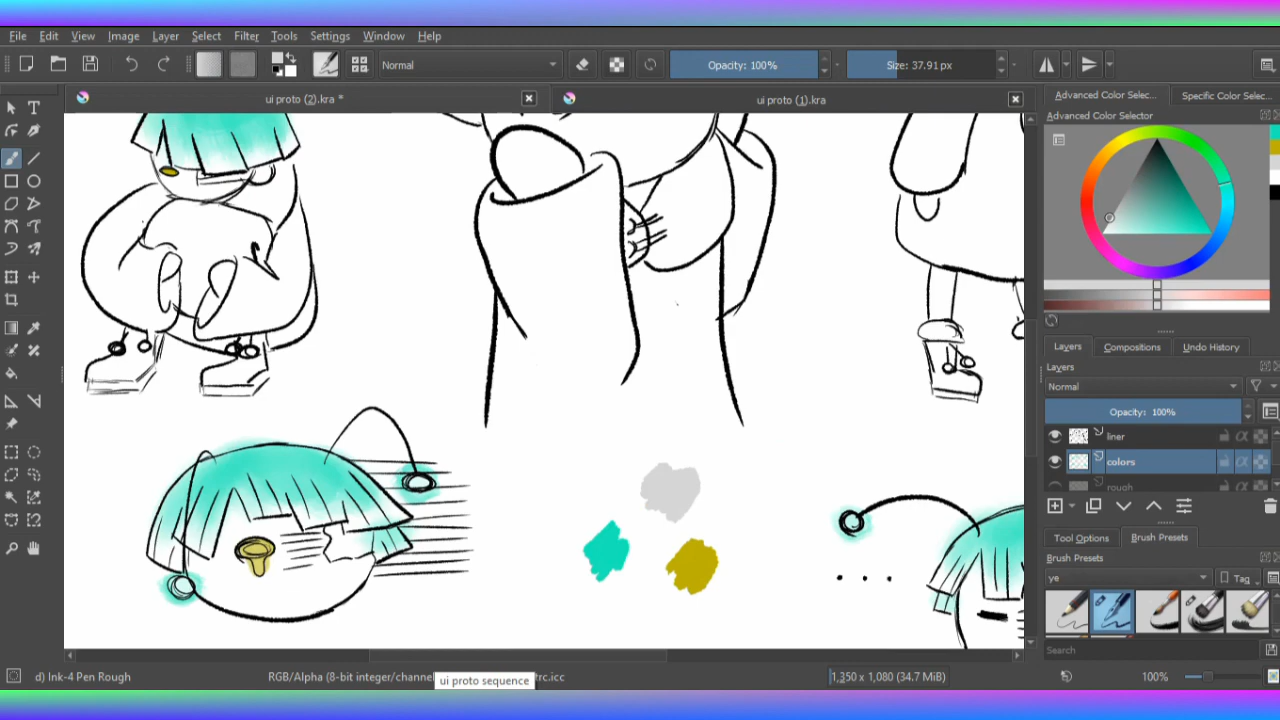 File Edit View Image Layer Select Filter Tools Settings Window Help
Normal Opacity: 100% Size: 37.91 px
ui proto (2).kra * ui proto (1).kra
Advanced Color Selec... Specific Color Selec...
Advanced Color Selector
Layers Compositions Undo History
Layers
Normal
Opacity: 100%
liner
colors
rough
Tool Options Brush Presets
Brush Presets
ye Tag
Search
d) Ink-4 Pen Rough RGB/Alpha (8-bit integer/channel trc.icc 1,350 x 1,080 (34.7 MiB) 100%
ui proto sequence